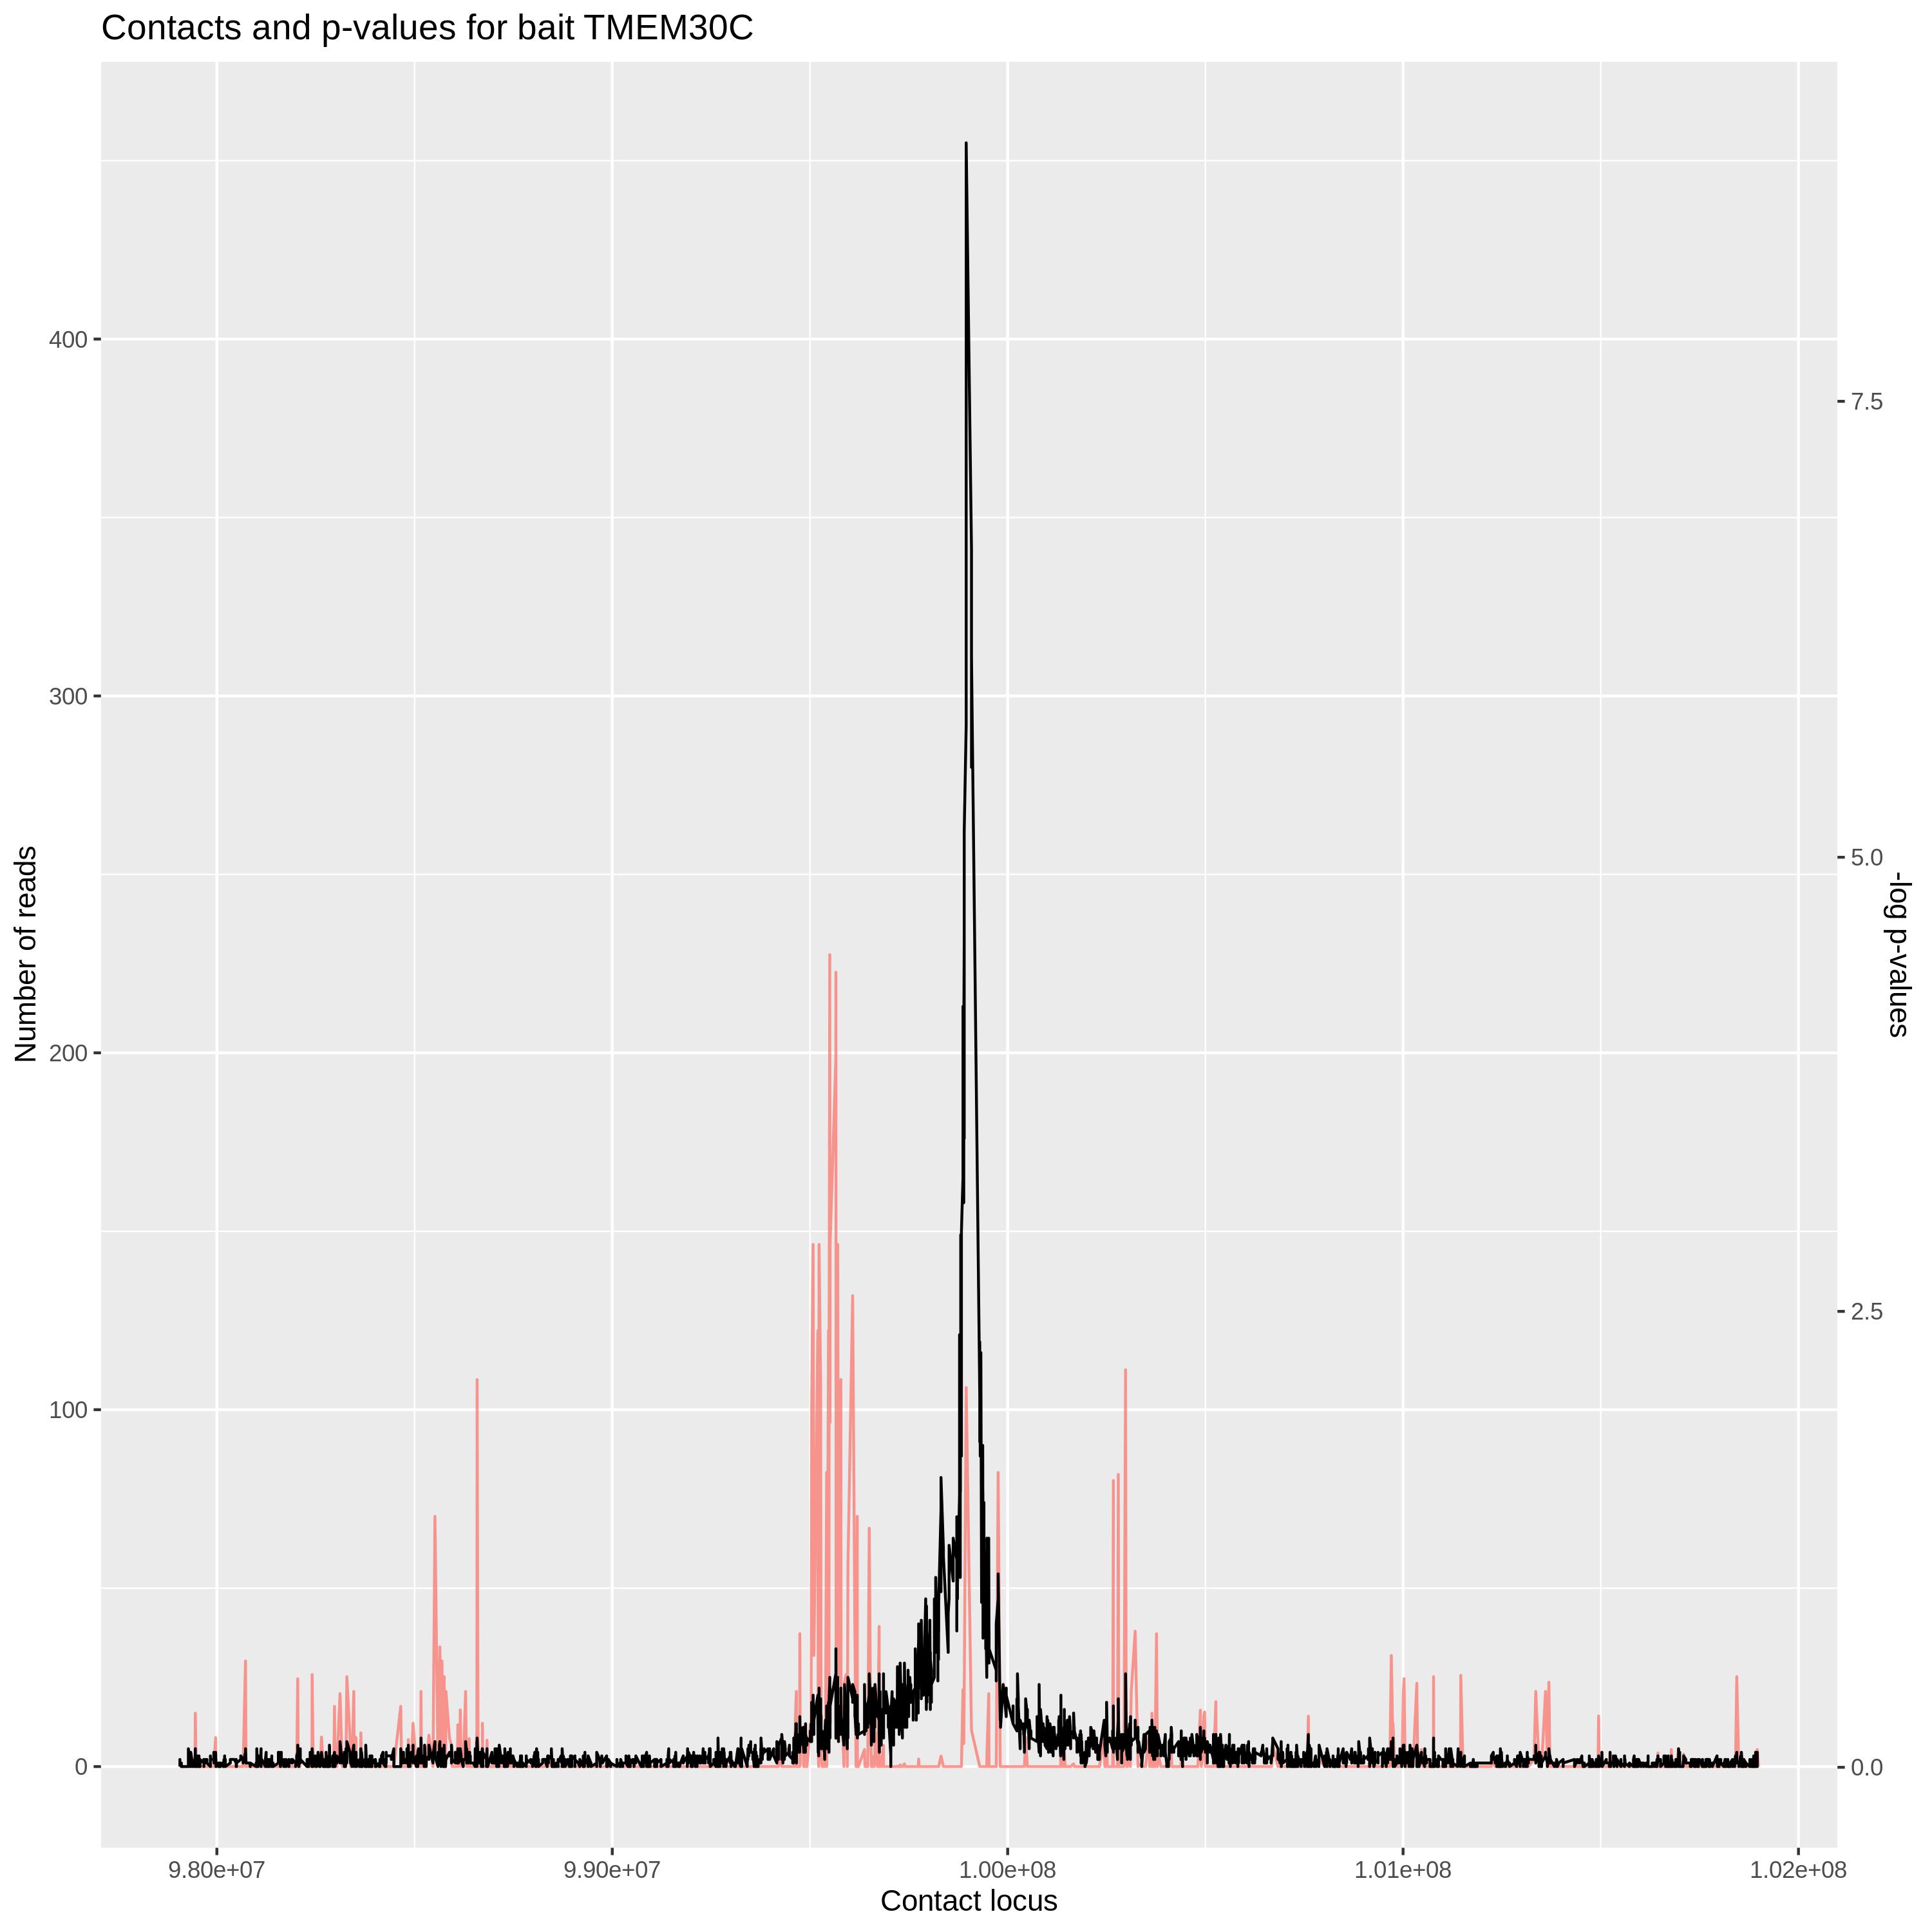 Contacts and p-values for bait TMEM30C
400
300
200
100
0
Number of reads
7.5
5.0
2.5
0.0
-log p-values
9.80e+07 9.90e+07 1.00e+08 1.01e+08 1.02e+08
Contact locus